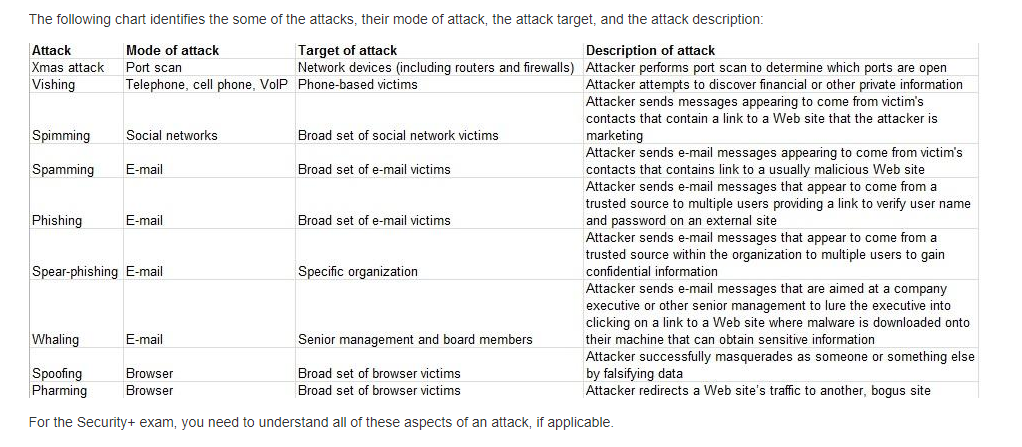 The following chart identifies the some of the attacks, their mode of attack, the attack target, and the attack description:
Attack Mode of attack Target of attack Description of attack
Xmas attack Port scan Network devices (including routers and firewalls) Attacker performs port scan to determine which ports are open
Vishing Telephone, cell phone, VoIP Phone-based victims Attacker attempts to discover financial or other private information
Attacker sends messages appearing to come from victim's
contacts that contain a link to a Web site that the attacker is
Spimming Social networks Broad set of social network victims marketing
Attacker sends e-mail messages appearing to come from victim's
Spamming E-mail Broad set of e-mail victims contacts that contains link to a usually malicious Web site
Attacker sends e-mail messages that appear to come from a
trusted source to multiple users providing a link to verify user name
Phishing E-mail Broad set of e-mail victims and password on an external site
Attacker sends e-mail messages that appear to come from a
trusted source within the organization to multiple users to gain
Spear-phishing E-mail Specific organization confidential information
Attacker sends e-mail messages that are aimed at a company
executive or other senior management to lure the executive into
clicking on a link to a Web site where malware is downloaded onto
Whaling E-mail Senior management and board members their machine that can obtain sensitive information
Attacker successfully masquerades as someone or something else
Spoofing Browser Broad set of browser victims by falsifying data
Pharming Browser Broad set of browser victims Attacker redirects a Web site's traffic to another, bogus site
For the Security+ exam, you need to understand all of these aspects of an attack, if applicable.